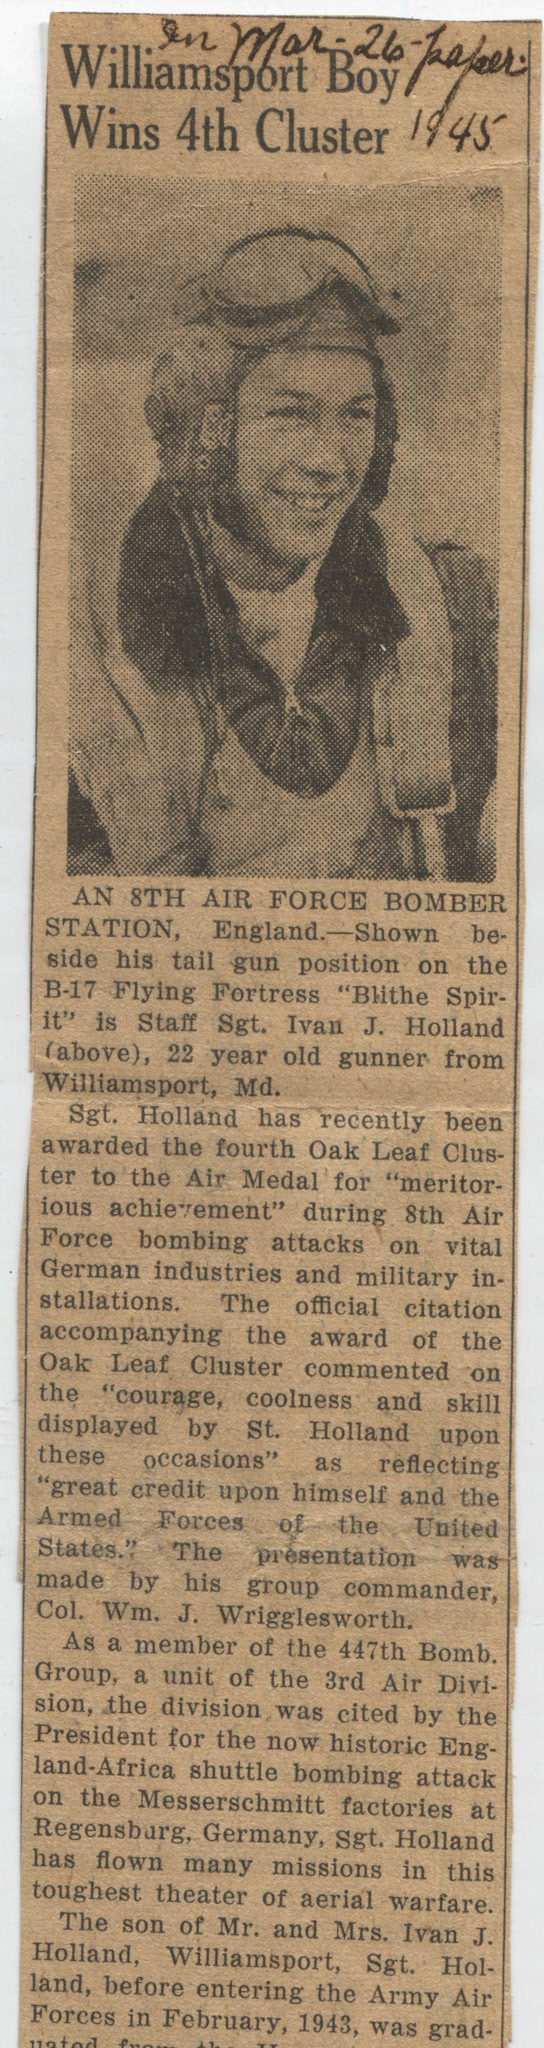 In Mar-26-paper.
1945
Williamsport Boy
Wins 4th Cluster
AN 8TH AIR FORCE BOMBER
STATION, England.—Shown be-
side his tail gun position on the
B-17 Flying Fortress "Blithe Spir-
it" is Staff Sgt. Ivan J. Holland
(above), 22 year old gunner from
Williamsport, Md.
Sgt. Holland has recently been
awarded the fourth Oak Leaf Clus-
ter to the Air Medal for "meritor-
ious achievement" during 8th Air
Force bombing attacks on vital
German industries and military in-
stallations. The official citation
accompanying the award of the
Oak Leaf Cluster commented on
the "courage, coolness and skill
displayed by St. Holland upon
these occasions" as reflecting
"great credit upon himself and the
Armed Forces of the United
States." The presentation was
made by his group commander,
Col. Wm. J. Wrigglesworth.
As a member of the 447th Bomb.
Group, a unit of the 3rd Air Divi-
sion, the division was cited by the
President for the now historic Eng-
land-Africa shuttle bombing attack
on the Messerschmitt factories at
Regensburg, Germany, Sgt. Holland
has flown many missions in this
toughest theater of aerial warfare.
The son of Mr. and Mrs. Ivan J.
Holland, Williamsport, Sgt. Hol-
land, before entering the Army Air
Forces in February, 1943, was grad-
uated from the